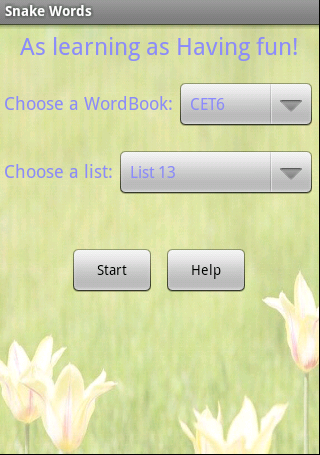 Snake Words
As learning as Having fun!
Choose a WordBook: CET6
Choose a list: List 13
Start Help